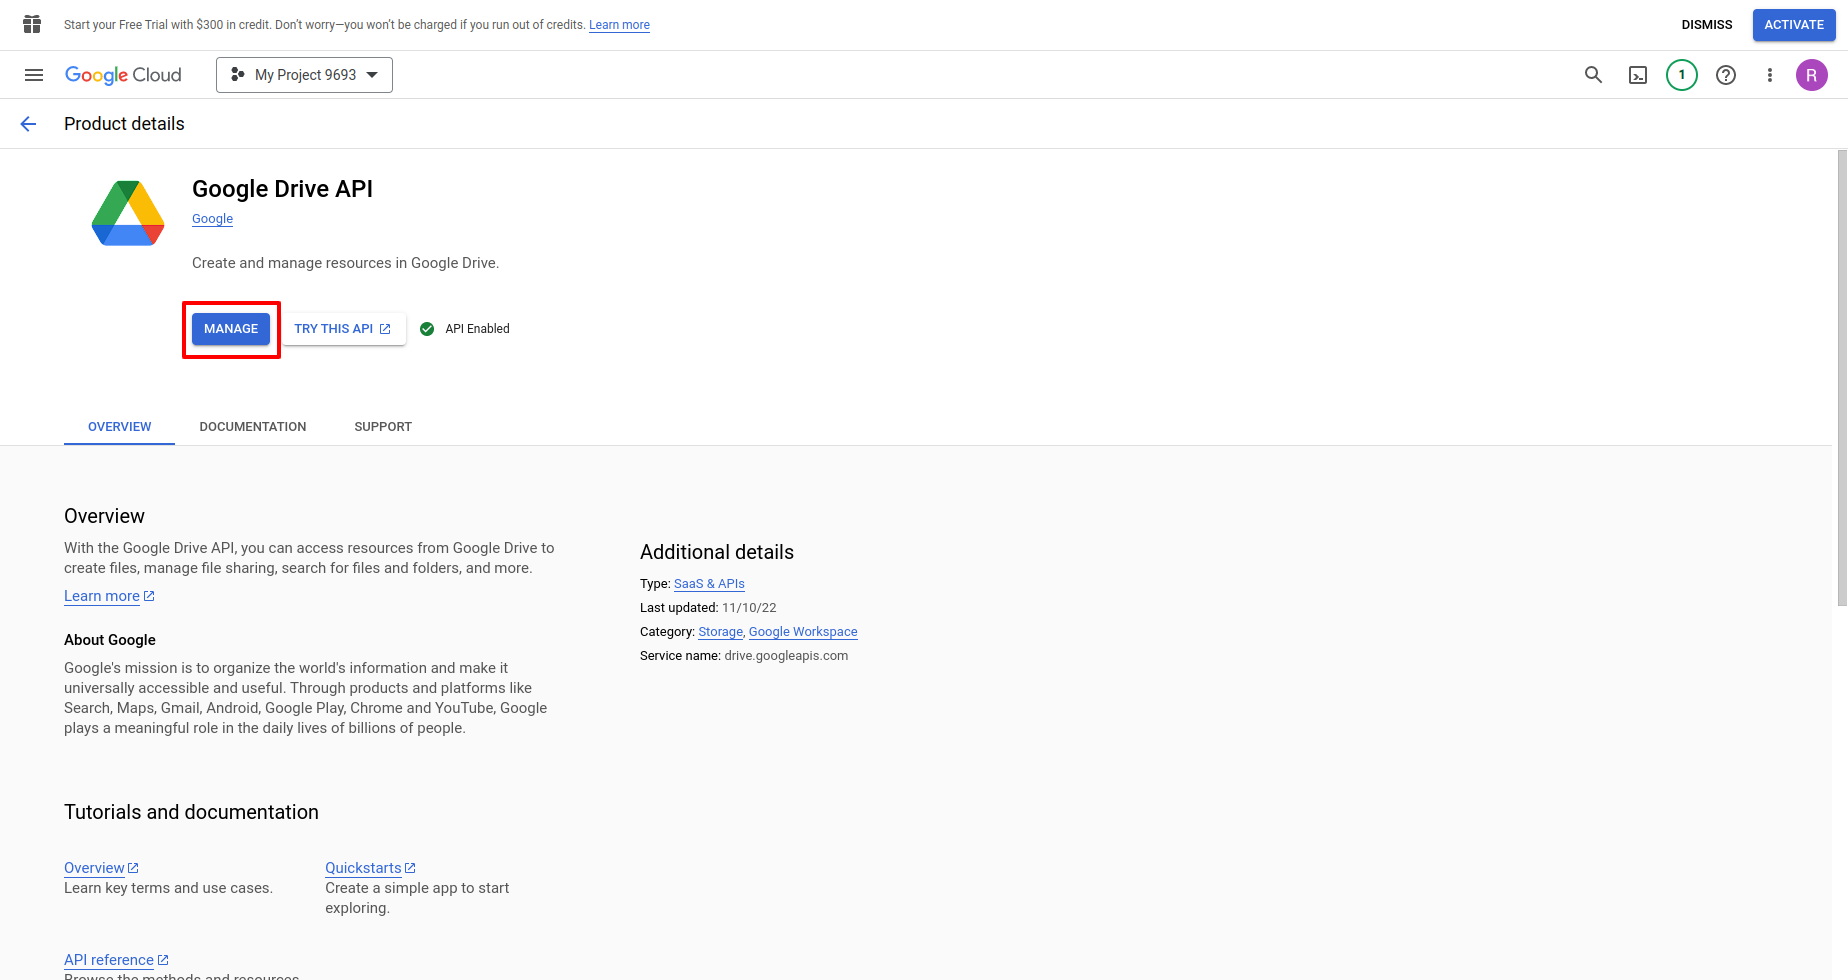 Start your Free Trial with $300 in credit. Don’t worry—you won’t be charged if you run out of credits. Learn more
DISMISS
ACTIVATE
Google Cloud
My Project 9693
1
R
Product details
Google Drive API
Google
Create and manage resources in Google Drive.
MANAGE
TRY THIS API
API Enabled
OVERVIEW
DOCUMENTATION
SUPPORT
Overview
With the Google Drive API, you can access resources from Google Drive to
create files, manage file sharing, search for files and folders, and more.
Learn more
About Google
Google's mission is to organize the world's information and make it
universally accessible and useful. Through products and platforms like
Search, Maps, Gmail, Android, Google Play, Chrome and YouTube, Google
plays a meaningful role in the daily lives of billions of people.
Additional details
Type: SaaS & APIs
Last updated: 11/10/22
Category: Storage, Google Workspace
Service name: drive.googleapis.com
Tutorials and documentation
Overview
Learn key terms and use cases.
Quickstarts
Create a simple app to start
exploring.
API reference
Browse the methods and resources